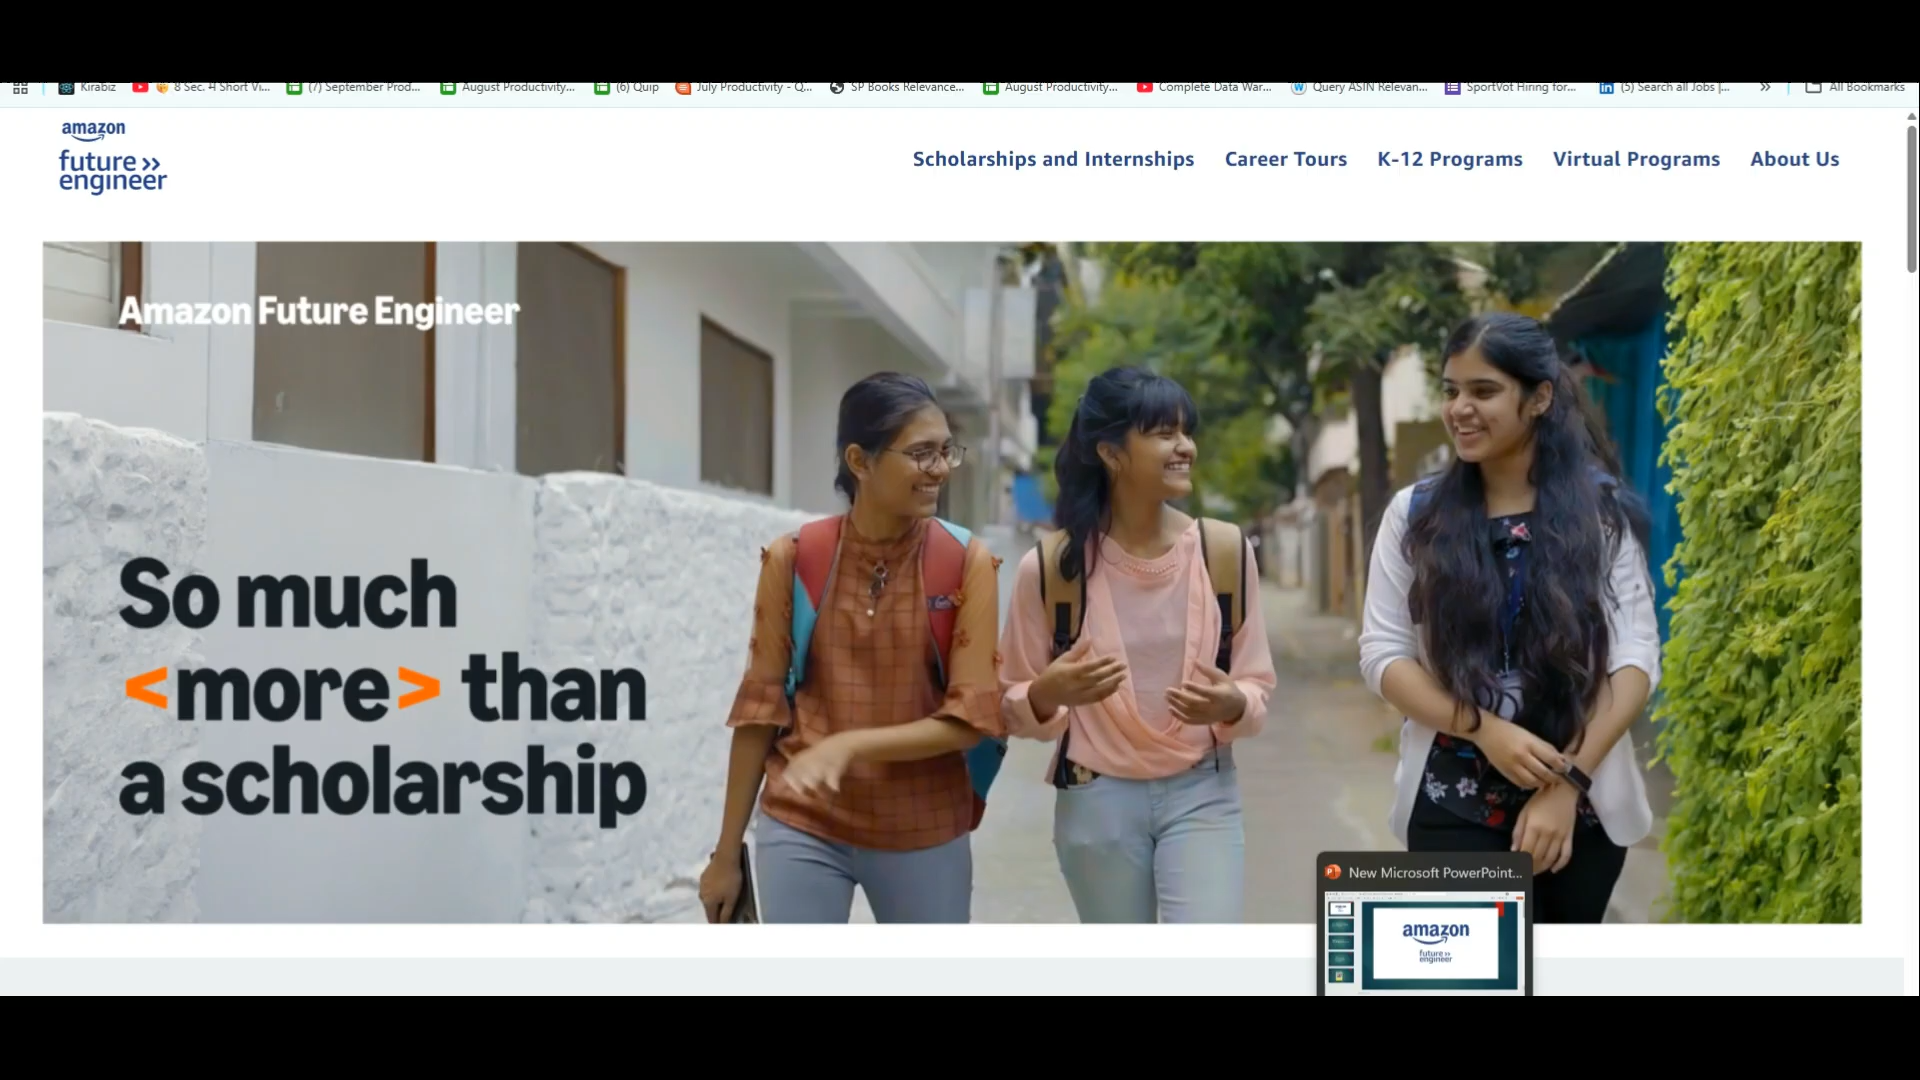 Kirabiz
8 Sec. में Short Vi...
(7) September Prod...
August Productivity...
(6) Quip
July Productivity - Q...
SP Books Relevance...
August Productivity...
Complete Data War...
Query ASIN Relevan...
SportVot Hiring for...
(5) Search all Jobs |...
All Bookmarks
amazon
future >>
engineer
Scholarships and Internships
Career Tours
K-12 Programs
Virtual Programs
About Us
Amazon Future Engineer
So much
<more> than
a scholarship
New Microsoft PowerPoint...
amazon
future >>
engineer